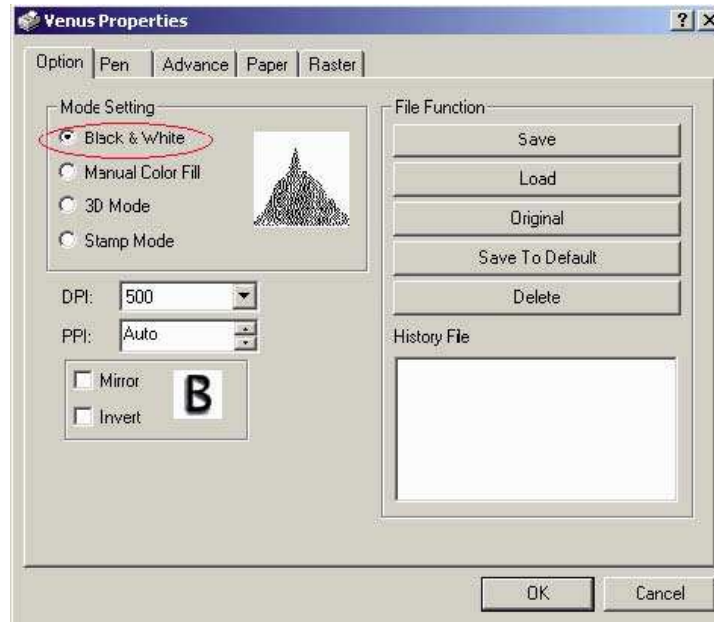 Venus Properties
Option Pen Advance Paper Raster
Mode Setting
Black & White
Manual Color Fill
3D Mode
Stamp Mode
DPI: 500
PPI: Auto
Mirror
Invert
B
File Function
Save
Load
Original
Save To Default
Delete
History File
OK Cancel